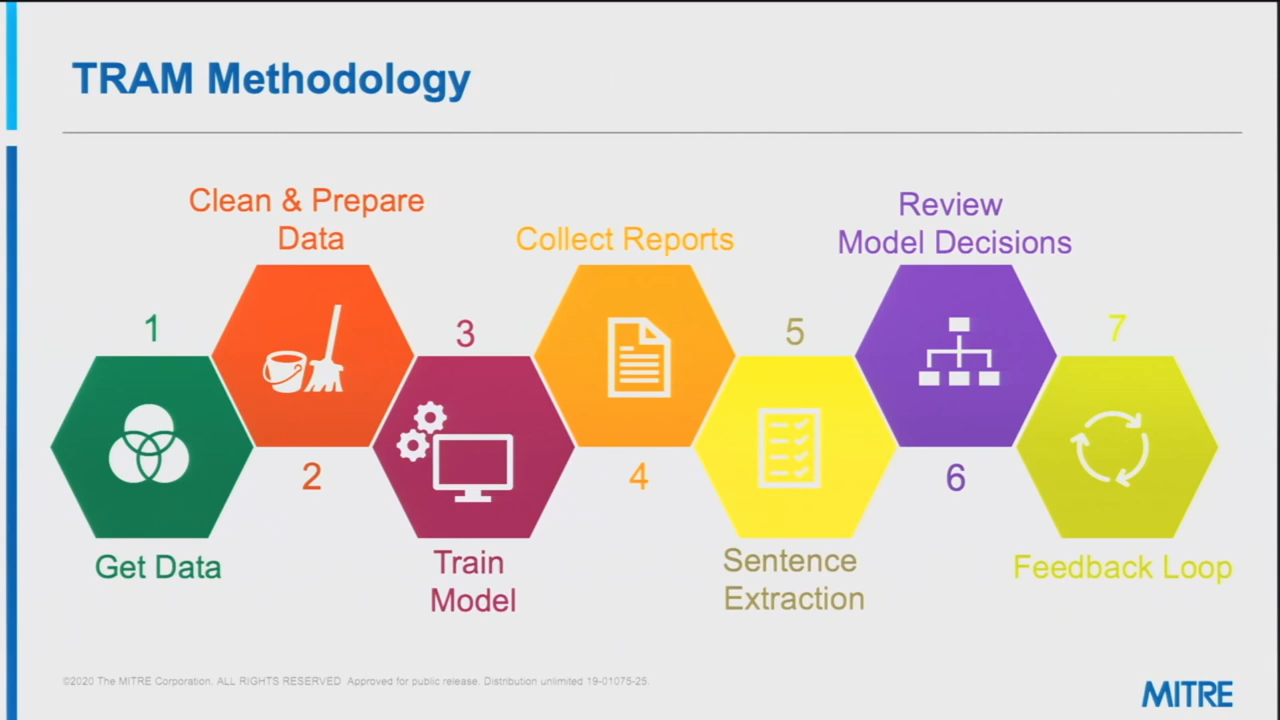 TRAM Methodology
1
Get Data
Clean & Prepare
Data
2
3
Train
Model
Collect Reports
4
5
Sentence
Extraction
Review
Model Decisions
6
7
Feedback Loop
©2020 The MITRE Corporation. ALL RIGHTS RESERVED Approved for public release. Distribution unlimited 19-01075-25.
MITRE